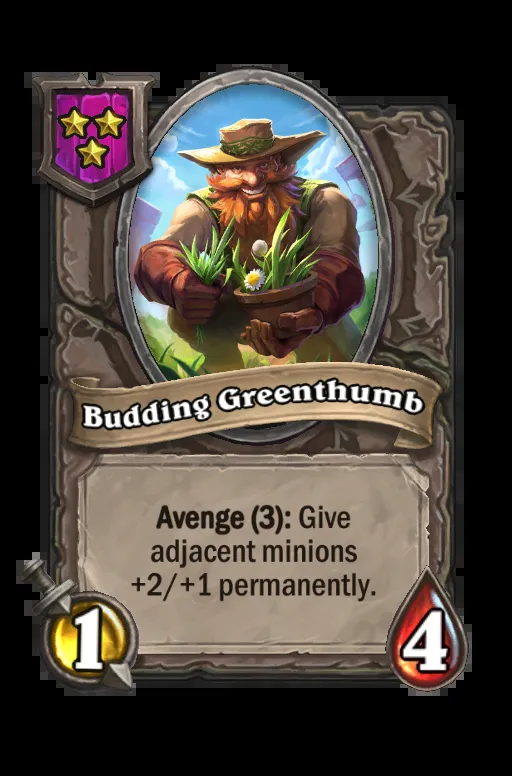 Budding Greenthumb
Avenge (3): Give
adjacent minions
+2/+1 permanently.
1
4